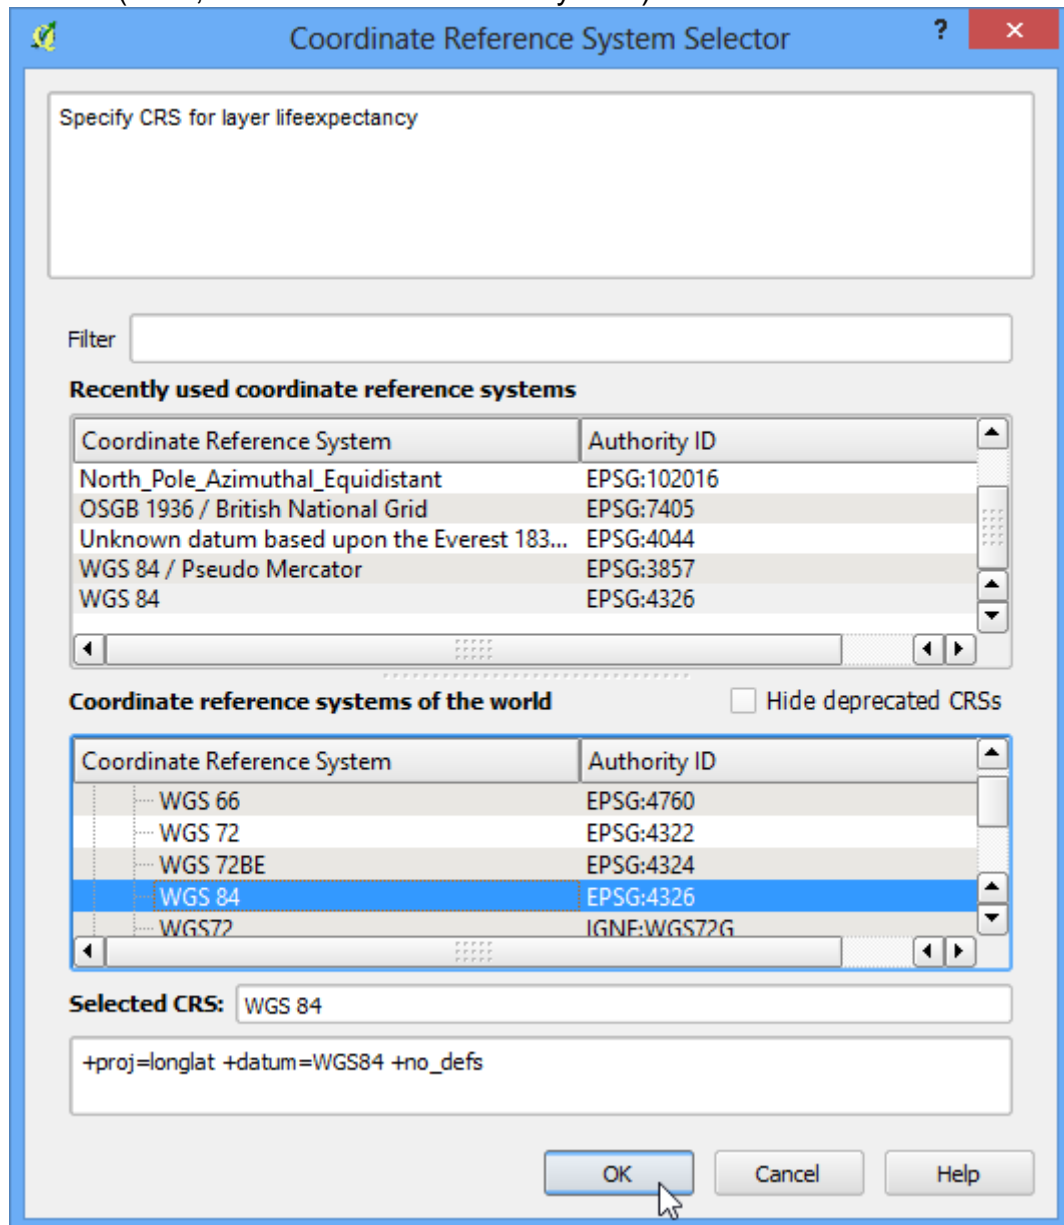 Coordinate Reference System Selector ? ×
Specify CRS for layer lifeexpectancy
Filter
Recently used coordinate reference systems
Coordinate Reference System Authority ID
North_Pole_Azimuthal_Equidistant EPSG:102016
OSGB 1936 / British National Grid EPSG:7405
Unknown datum based upon the Everest 183... EPSG:4044
WGS 84 / Pseudo Mercator EPSG:3857
WGS 84 EPSG:4326
Coordinate reference systems of the world Hide deprecated CRSs
Coordinate Reference System Authority ID
WGS 66 EPSG:4760
WGS 72 EPSG:4322
WGS 72BE EPSG:4324
WGS 84 EPSG:4326
WGS72 IGNF:WGS72G
Selected CRS: WGS 84
+proj=longlat +datum=WGS84 +no_defs
OK Cancel Help